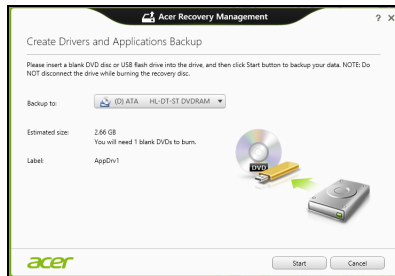 Acer Recovery Management
? X
Create Drivers and Applications Backup
Please insert a blank DVD disc or USB flash drive into the drive, and then click Start button to backup your data. NOTE: Do
NOT disconnect the drive while burning the recovery disc.
Backup to:
(D) ATA HL-DT-ST DVDRAM
Estimated size:
2.66 GB
You will need 1 blank DVDs to burn.
Label:
AppDrv1
DVD
acer
Start
Cancel